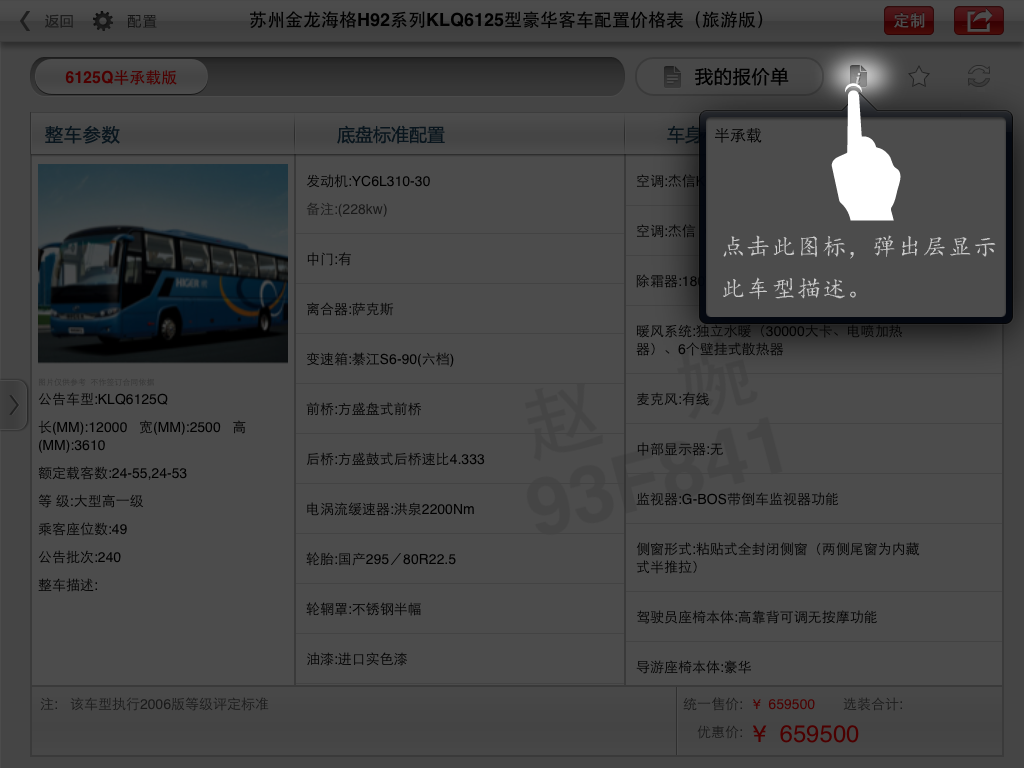 返回
配置
苏州金龙海格H92系列KLQ6125型豪华客车配置价格表（旅游版）
定制
6125Q半承载版
我的报价单
整车参数
底盘标准配置
车身
半承载
点击此图标，弹出层显示
此车型描述。
HIGER
图片仅供参考 不作签订合同依据
公告车型:KLQ6125Q
长(MM):12000 宽(MM):2500 高
(MM):3610
额定载客数:24-55,24-53
等 级:大型高一级
乘客座位数:49
公告批次:240
整车描述:
发动机:YC6L310-30
备注:(228kw)
中门:有
离合器:萨克斯
变速箱:綦江S6-90(六档)
前桥:方盛盘式前桥
后桥:方盛鼓式后桥速比4.333
电涡流缓速器:洪泉2200Nm
轮胎:国产295／80R22.5
轮辋罩:不锈钢半幅
油漆:进口实色漆
空调:杰信
空调:杰信
除霜器:180
暖风系统:独立水暖（30000大卡、电喷加热
器）、6个壁挂式散热器
麦克风:有线
中部显示器:无
监视器:G-BOS带倒车监视器功能
侧窗形式:粘贴式全封闭侧窗（两侧尾窗为内藏
式半推拉）
驾驶员座椅本体:高靠背可调无按摩功能
导游座椅本体:豪华
赵 婉
93F841
注: 该车型执行2006版等级评定标准
统一售价: ￥ 659500 选装合计:
优惠价: ￥ 659500